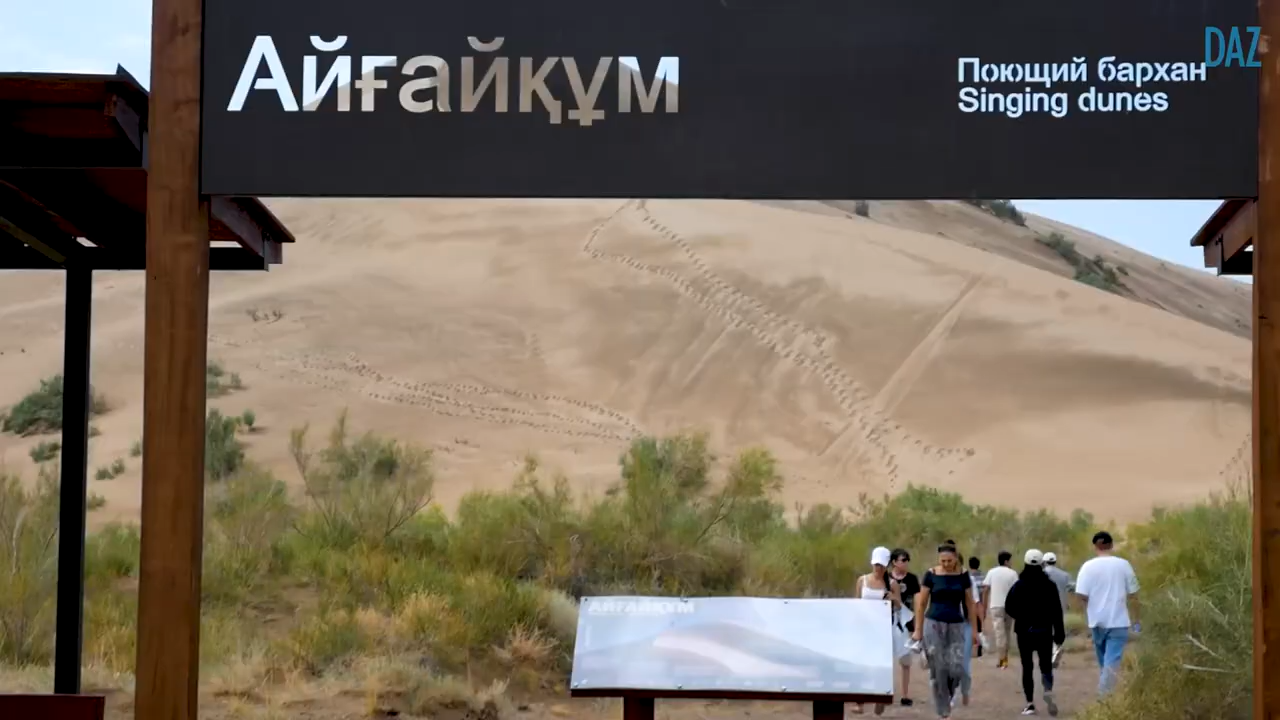 Айғайқұм
Поющий бархан
Singing dunes
DAZ
АЙҒАЙҚҰМ